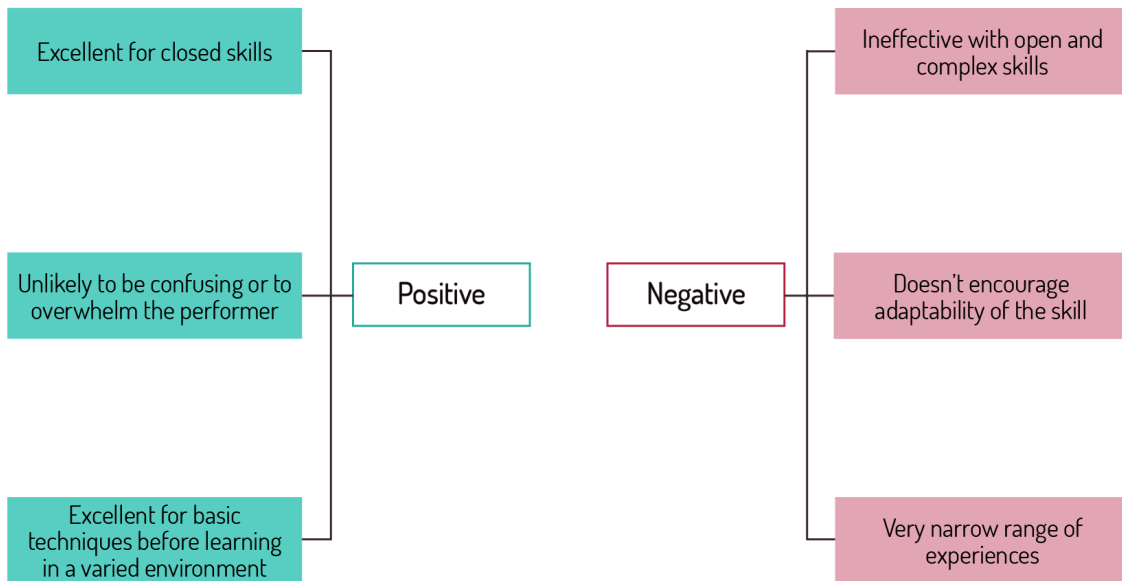 Excellent for closed skills
Unlikely to be confusing or to
overwhelm the performer
Excellent for basic
techniques before learning
in a varied environment
Positive
Negative
Ineffective with open and
complex skills
Doesn't encourage
adaptability of the skill
Very narrow range of
experiences